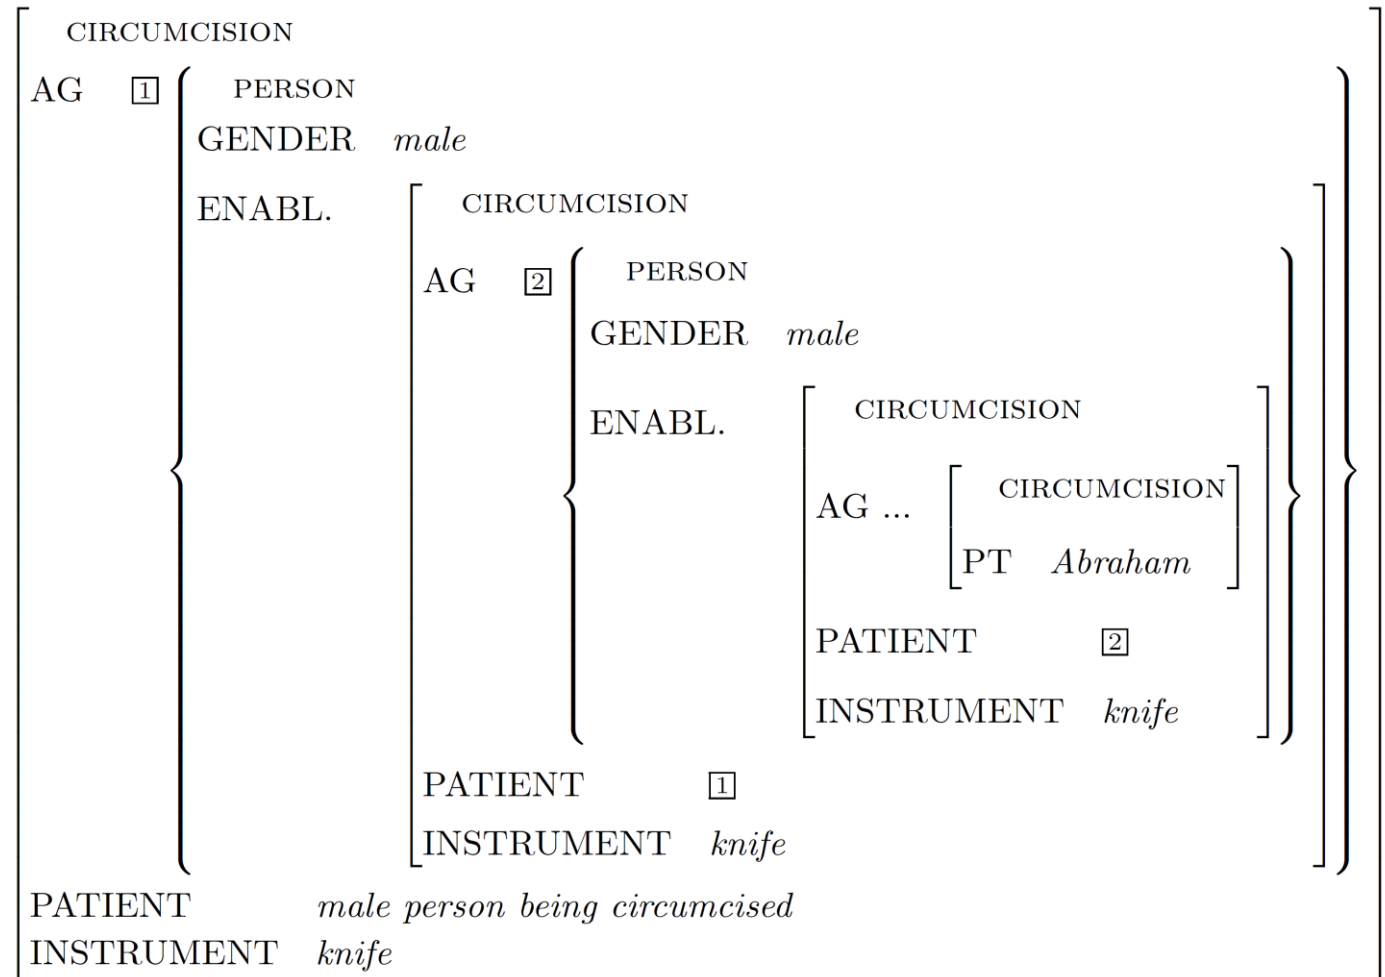 CIRCUMCISION
AG 1 PERSON
GENDER male
ENABL. CIRCUMCISION
AG 2 PERSON
GENDER male
ENABL. CIRCUMCISION
AG ... CIRCUMCISION
PT Abraham
PATIENT 2
INSTRUMENT knife
PATIENT 1
INSTRUMENT knife
PATIENT male person being circumcised
INSTRUMENT knife